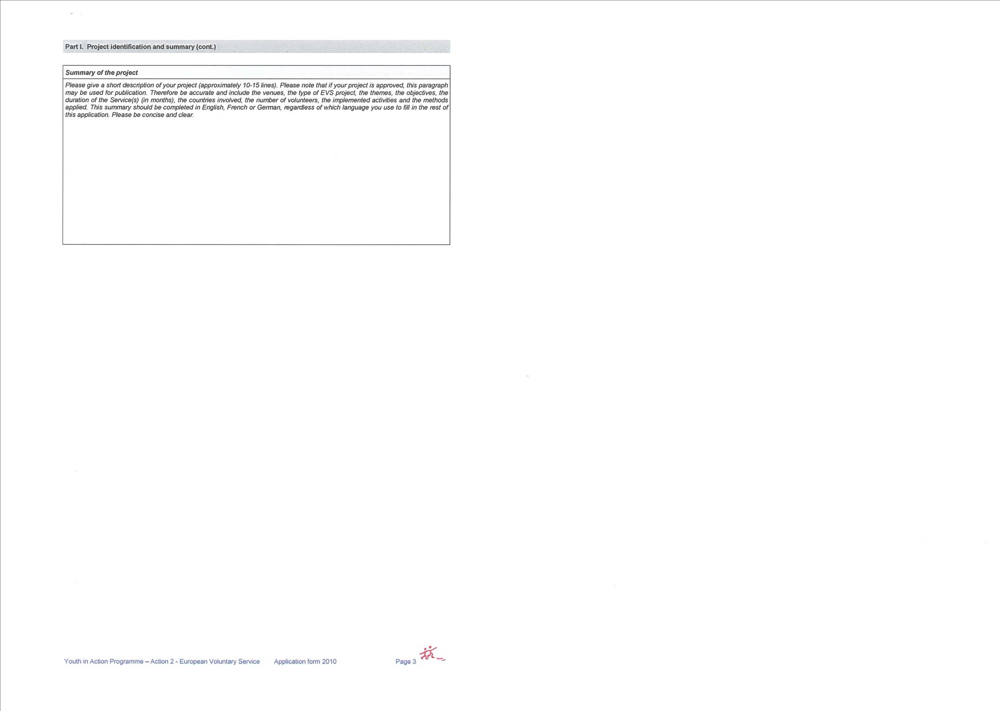 Part I. Project identification and summary (cont.)
Summary of the project
Please give a short description of your project (approximately 10-15 lines). Please note that if your project is approved, this paragraph
may be used for publication. Therefore be accurate and include the venues, the type of EVS project, the themes, the objectives, the
duration of the Service(s) (in months), the countries involved, the number of volunteers, the implemented activities and the methods
applied. This summary should be completed in English, French or German, regardless of which language you use to fill in the rest of
this application. Please be concise and clear.
Youth in Action Programme – Action 2 - European Voluntary Service Application form 2010 Page 3
Youth